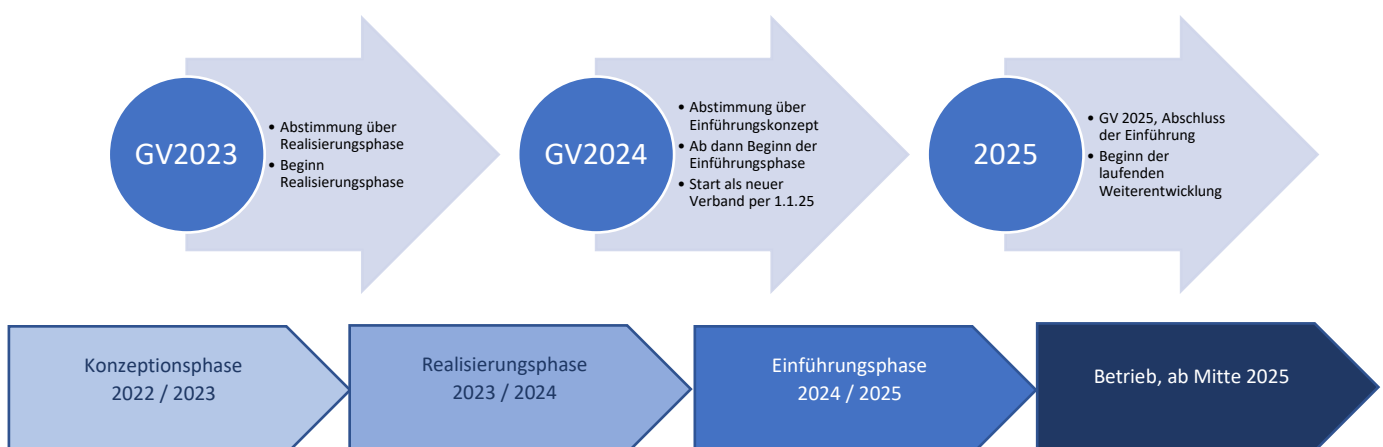 GV2023
• Abstimmung über
Realisierungsphase
• Beginn
Realisierungsphase
GV2024
• Abstimmung über
Einführungskonzept
• Ab dann Beginn der
Einführungsphase
• Start als neuer
Verband per 1.1.25
2025
• GV 2025, Abschluss
der Einführung
• Beginn der
laufenden
Weiterentwicklung
Konzeptionsphase
2022 / 2023
Realisierungsphase
2023 / 2024
Einführungsphase
2024 / 2025
Betrieb, ab Mitte 2025